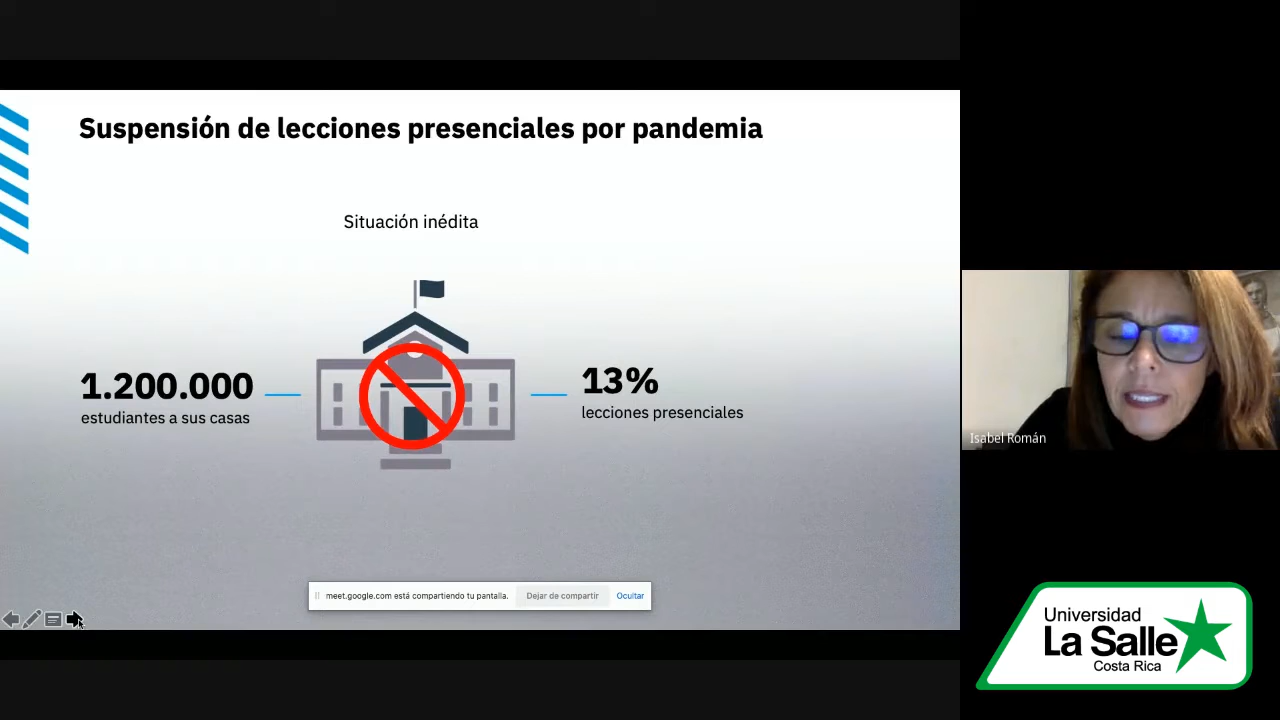 Suspensión de lecciones presenciales por pandemia
Situación inédita
1.200.000
estudiantes a sus casas
13%
lecciones presenciales
meet.google.com está compartiendo tu pantalla.
Dejar de compartir
Ocultar
Isabel Román
Universidad
La Salle
Costa Rica